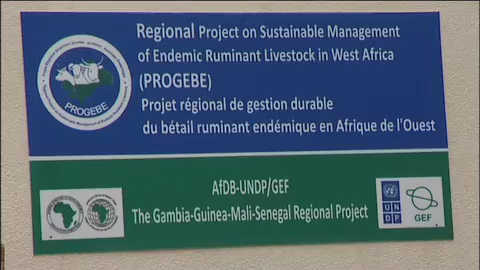 Regional Project on Sustainable Management
of Endemic Ruminant Livestock in West Africa
(PROGEBE)
Projet régional de gestion durable
du bétail ruminant endémique en Afrique de l'Ouest
PROGEBE
AfDB-UNDP/GEF
The Gambia-Guinea-Mali-Senegal Regional Project
UN
DP
GEF